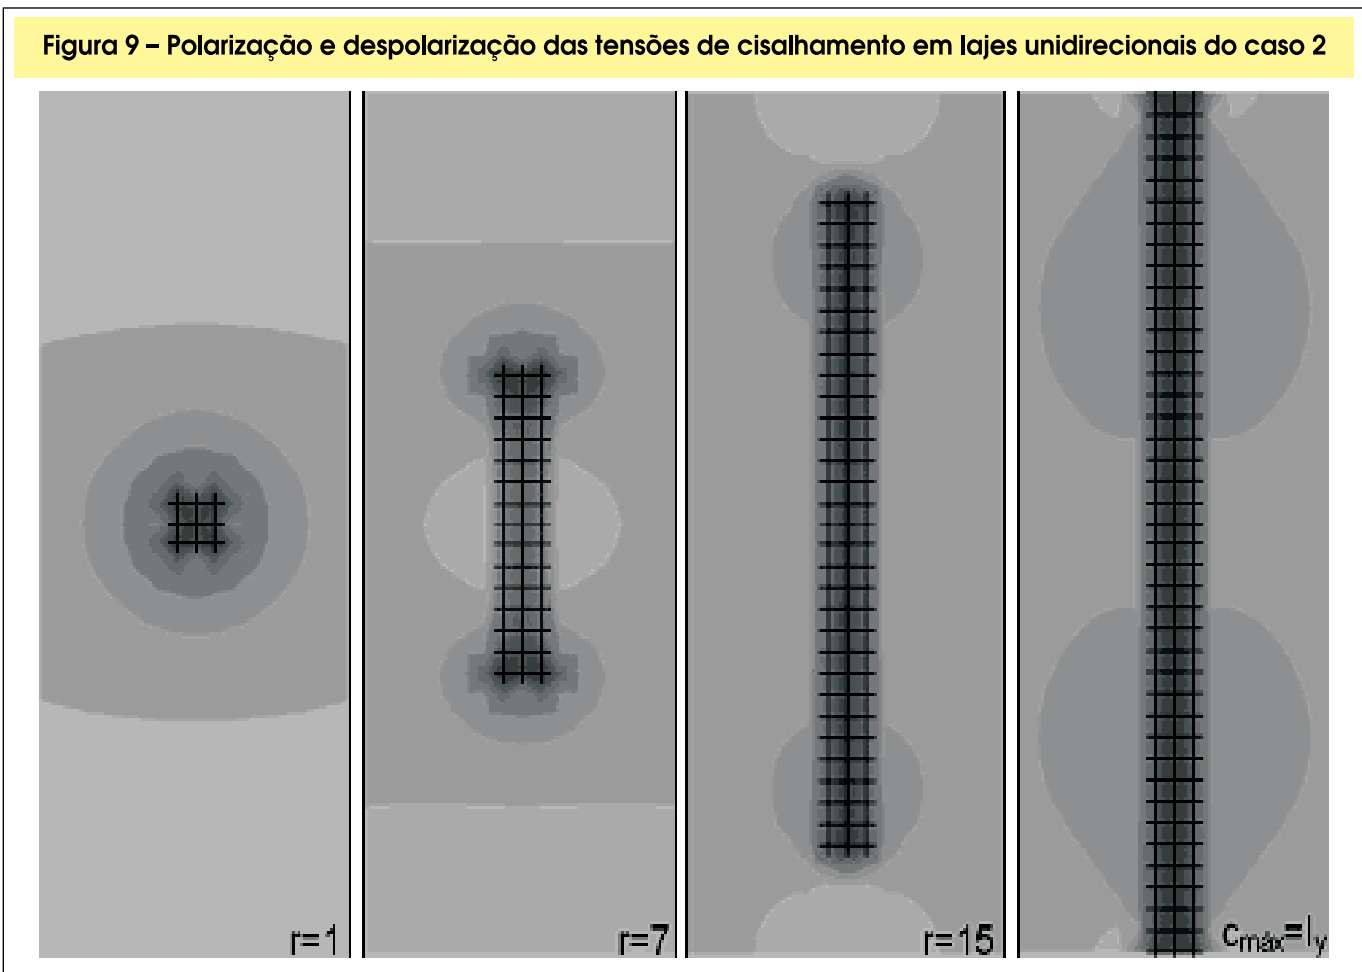 Figura 9 – Polarização e despolarização das tensões de cisalhamento em lajes unidirecionais do caso 2
r=1
r=7
r=15
cmáx=ly